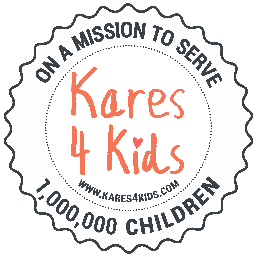 ON A MISSION TO SERVE
Kares
4 Kids
WWW.KARES4KIDS.COM
1,000,000 CHILDREN